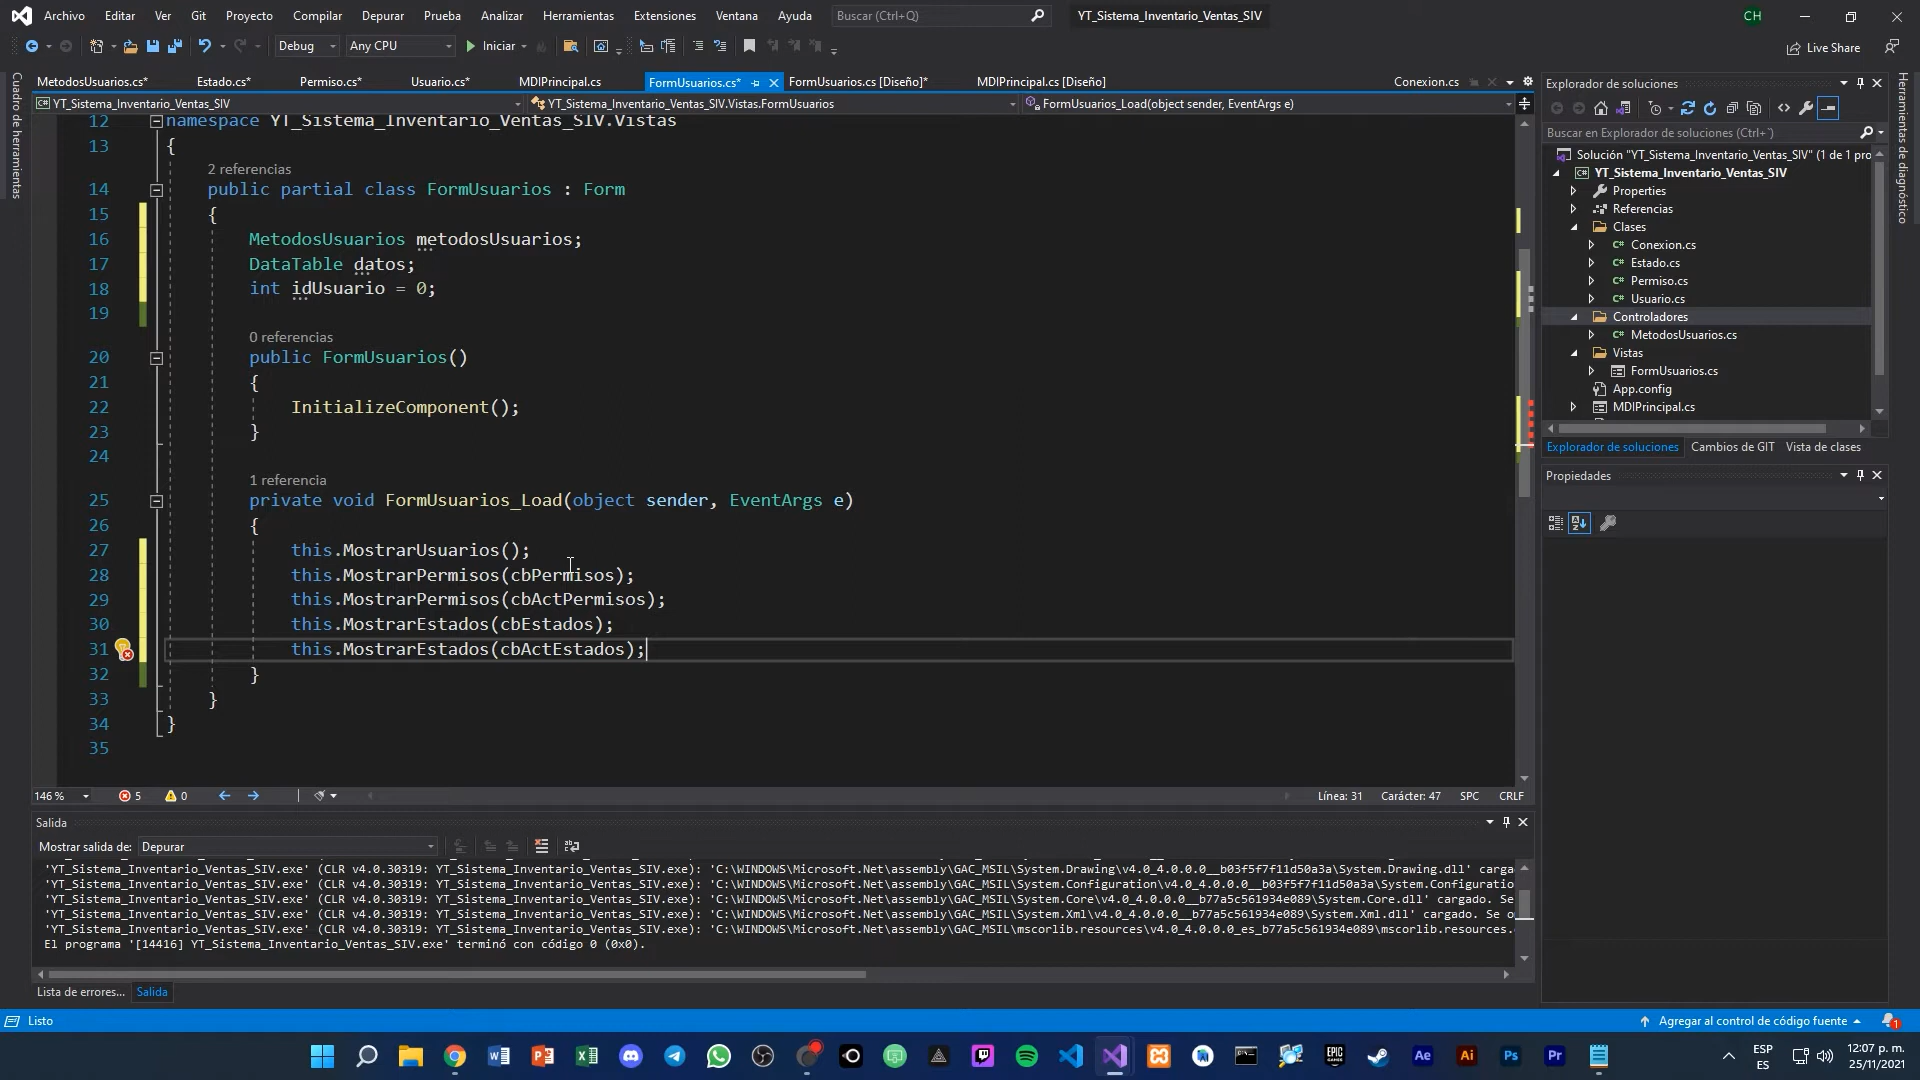 Archivo Editar Ver Git Proyecto Compilar Depurar Prueba Analizar Herramientas Extensiones Ventana Ayuda Buscar (Ctrl+Q) YT_Sistema_Inventario_Ventas_SIV CH
Debug Any CPU Iniciar Live Share
MetodosUsuarios.cs* Estado.cs* Permiso.cs* Usuario.cs* MDIPrincipal.cs FormUsuarios.cs* FormUsuarios.cs [Diseño]* MDIPrincipal.cs [Diseño] Conexion.cs
YT_Sistema_Inventario_Ventas_SIV YT_Sistema_Inventario_Ventas_SIV.Vistas.FormUsuarios FormUsuarios_Load(object sender, EventArgs e)
Cuadro de herramientas
12 namespace YT_Sistema_Inventario_Ventas_SIV.Vistas
13 {
2 referencias
14 public partial class FormUsuarios : Form
15 {
16 MetodosUsuarios metodosUsuarios;
17 DataTable datos;
18 int idUsuario = 0;
19
0 referencias
20 public FormUsuarios()
21 {
22 InitializeComponent();
23 }
24
1 referencia
25 private void FormUsuarios_Load(object sender, EventArgs e)
26 {
27 this.MostrarUsuarios();
28 this.MostrarPermisos(cbPermisos);
29 this.MostrarPermisos(cbActPermisos);
30 this.MostrarEstados(cbEstados);
31 this.MostrarEstados(cbActEstados);
32 }
33 }
34 }
35
146 % 5 0 Línea: 31 Carácter: 47 SPC CRLF
Salida
Mostrar salida de: Depurar
'YT_Sistema_Inventario_Ventas_SIV.exe' (CLR v4.0.30319: YT_Sistema_Inventario_Ventas_SIV.exe): 'C:\WINDOWS\Microsoft.Net\assembly\GAC_MSIL\System.Drawing\v4.0_4.0.0.0__b03f5f7f11d50a3a\System.Drawing.dll' carga
'YT_Sistema_Inventario_Ventas_SIV.exe' (CLR v4.0.30319: YT_Sistema_Inventario_Ventas_SIV.exe): 'C:\WINDOWS\Microsoft.Net\assembly\GAC_MSIL\System.Configuration\v4.0_4.0.0.0__b03f5f7f11d50a3a\System.Configuratio
'YT_Sistema_Inventario_Ventas_SIV.exe' (CLR v4.0.30319: YT_Sistema_Inventario_Ventas_SIV.exe): 'C:\WINDOWS\Microsoft.Net\assembly\GAC_MSIL\System.Core\v4.0_4.0.0.0__b77a5c561934e089\System.Core.dll' cargado. Se
'YT_Sistema_Inventario_Ventas_SIV.exe' (CLR v4.0.30319: YT_Sistema_Inventario_Ventas_SIV.exe): 'C:\WINDOWS\Microsoft.Net\assembly\GAC_MSIL\System.Xml\v4.0_4.0.0.0__b77a5c561934e089\System.Xml.dll' cargado. Se o
'YT_Sistema_Inventario_Ventas_SIV.exe' (CLR v4.0.30319: YT_Sistema_Inventario_Ventas_SIV.exe): 'C:\WINDOWS\Microsoft.Net\assembly\GAC_MSIL\mscorlib.resources\v4.0_4.0.0.0_es_b77a5c561934e089\mscorlib.resources.
El programa '[14416] YT_Sistema_Inventario_Ventas_SIV.exe' terminó con código 0 (0x0).
Lista de errores... Salida
Explorador de soluciones
Buscar en Explorador de soluciones (Ctrl+')
Solución "YT_Sistema_Inventario_Ventas_SIV" (1 de 1 pro
YT_Sistema_Inventario_Ventas_SIV
Properties
Referencias
Clases
C# Conexion.cs
C# Estado.cs
C# Permiso.cs
C# Usuario.cs
Controladores
C# MetodosUsuarios.cs
Vistas
FormUsuarios.cs
App.config
MDIPrincipal.cs
Explorador de soluciones Cambios de GIT Vista de clases
Propiedades
Herramientas de diagnóstico
Listo Agregar al control de código fuente 1
Ae Ai Ps Pr ESP ES 12:07 p. m. 25/11/2021